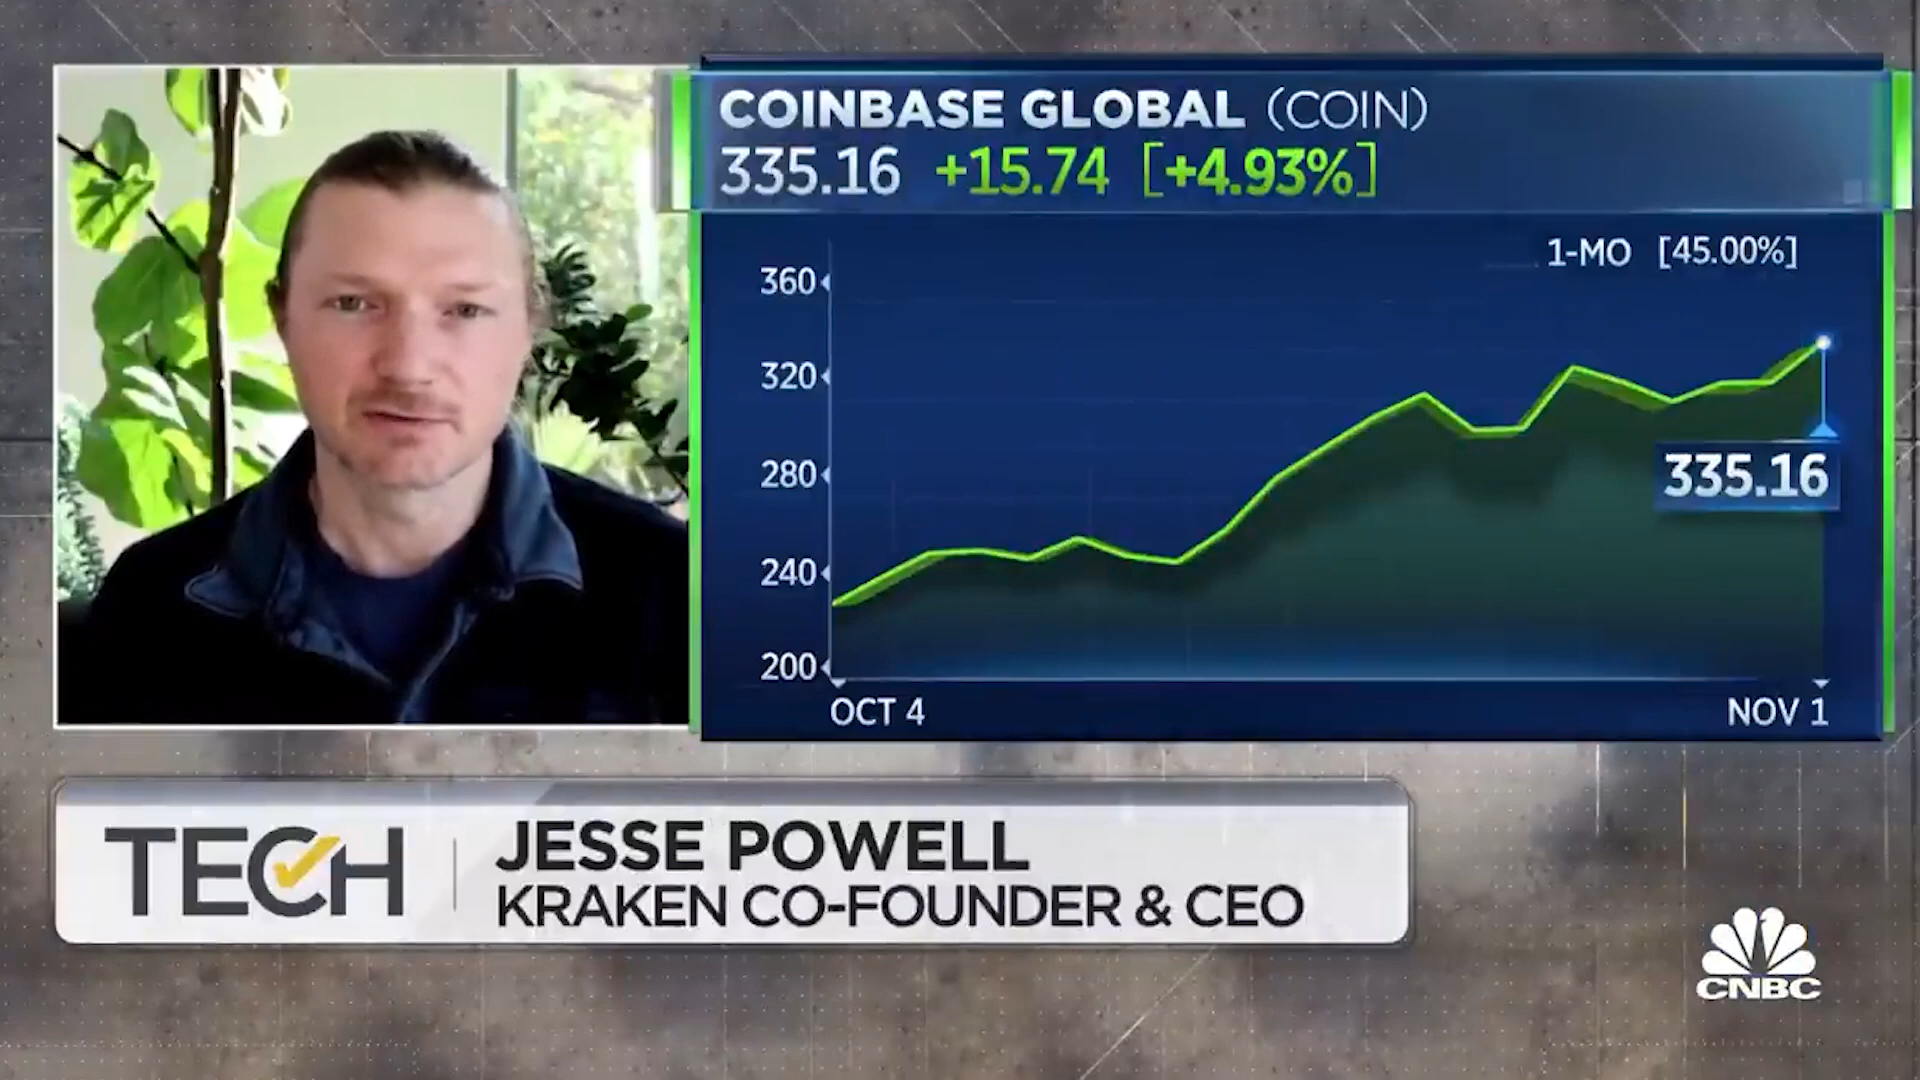 COINBASE GLOBAL (COIN)
335.16 +15.74 [+4.93%]
1-MO [45.00%]
360
320
280
240
200
335.16
OCT 4
NOV 1
TECH
JESSE POWELL
KRAKEN CO-FOUNDER & CEO
CNBC